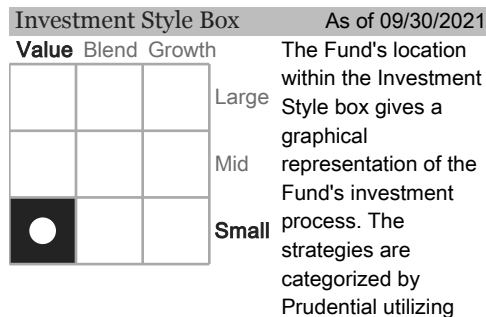 Investment Style Box As of 09/30/2021
Value Blend Growth
Large
Mid
Small
The Fund's location
within the Investment
Style box gives a
graphical
representation of the
Fund's investment
process. The
strategies are
categorized by
Prudential utilizing